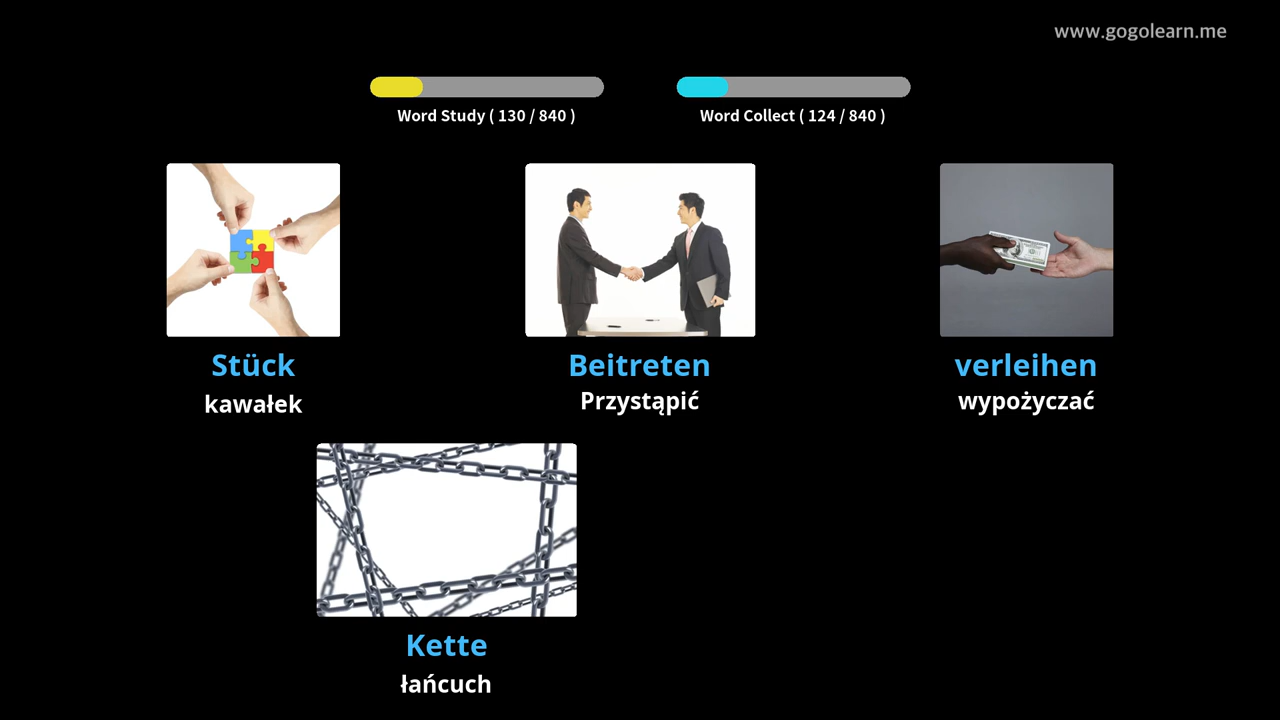 www.gogolearn.me
Word Study ( 130 / 840 )
Word Collect ( 124 / 840 )
Stück
kawałek
Beitreten
Przystąpić
verleihen
wypożyczać
Kette
łańcuch